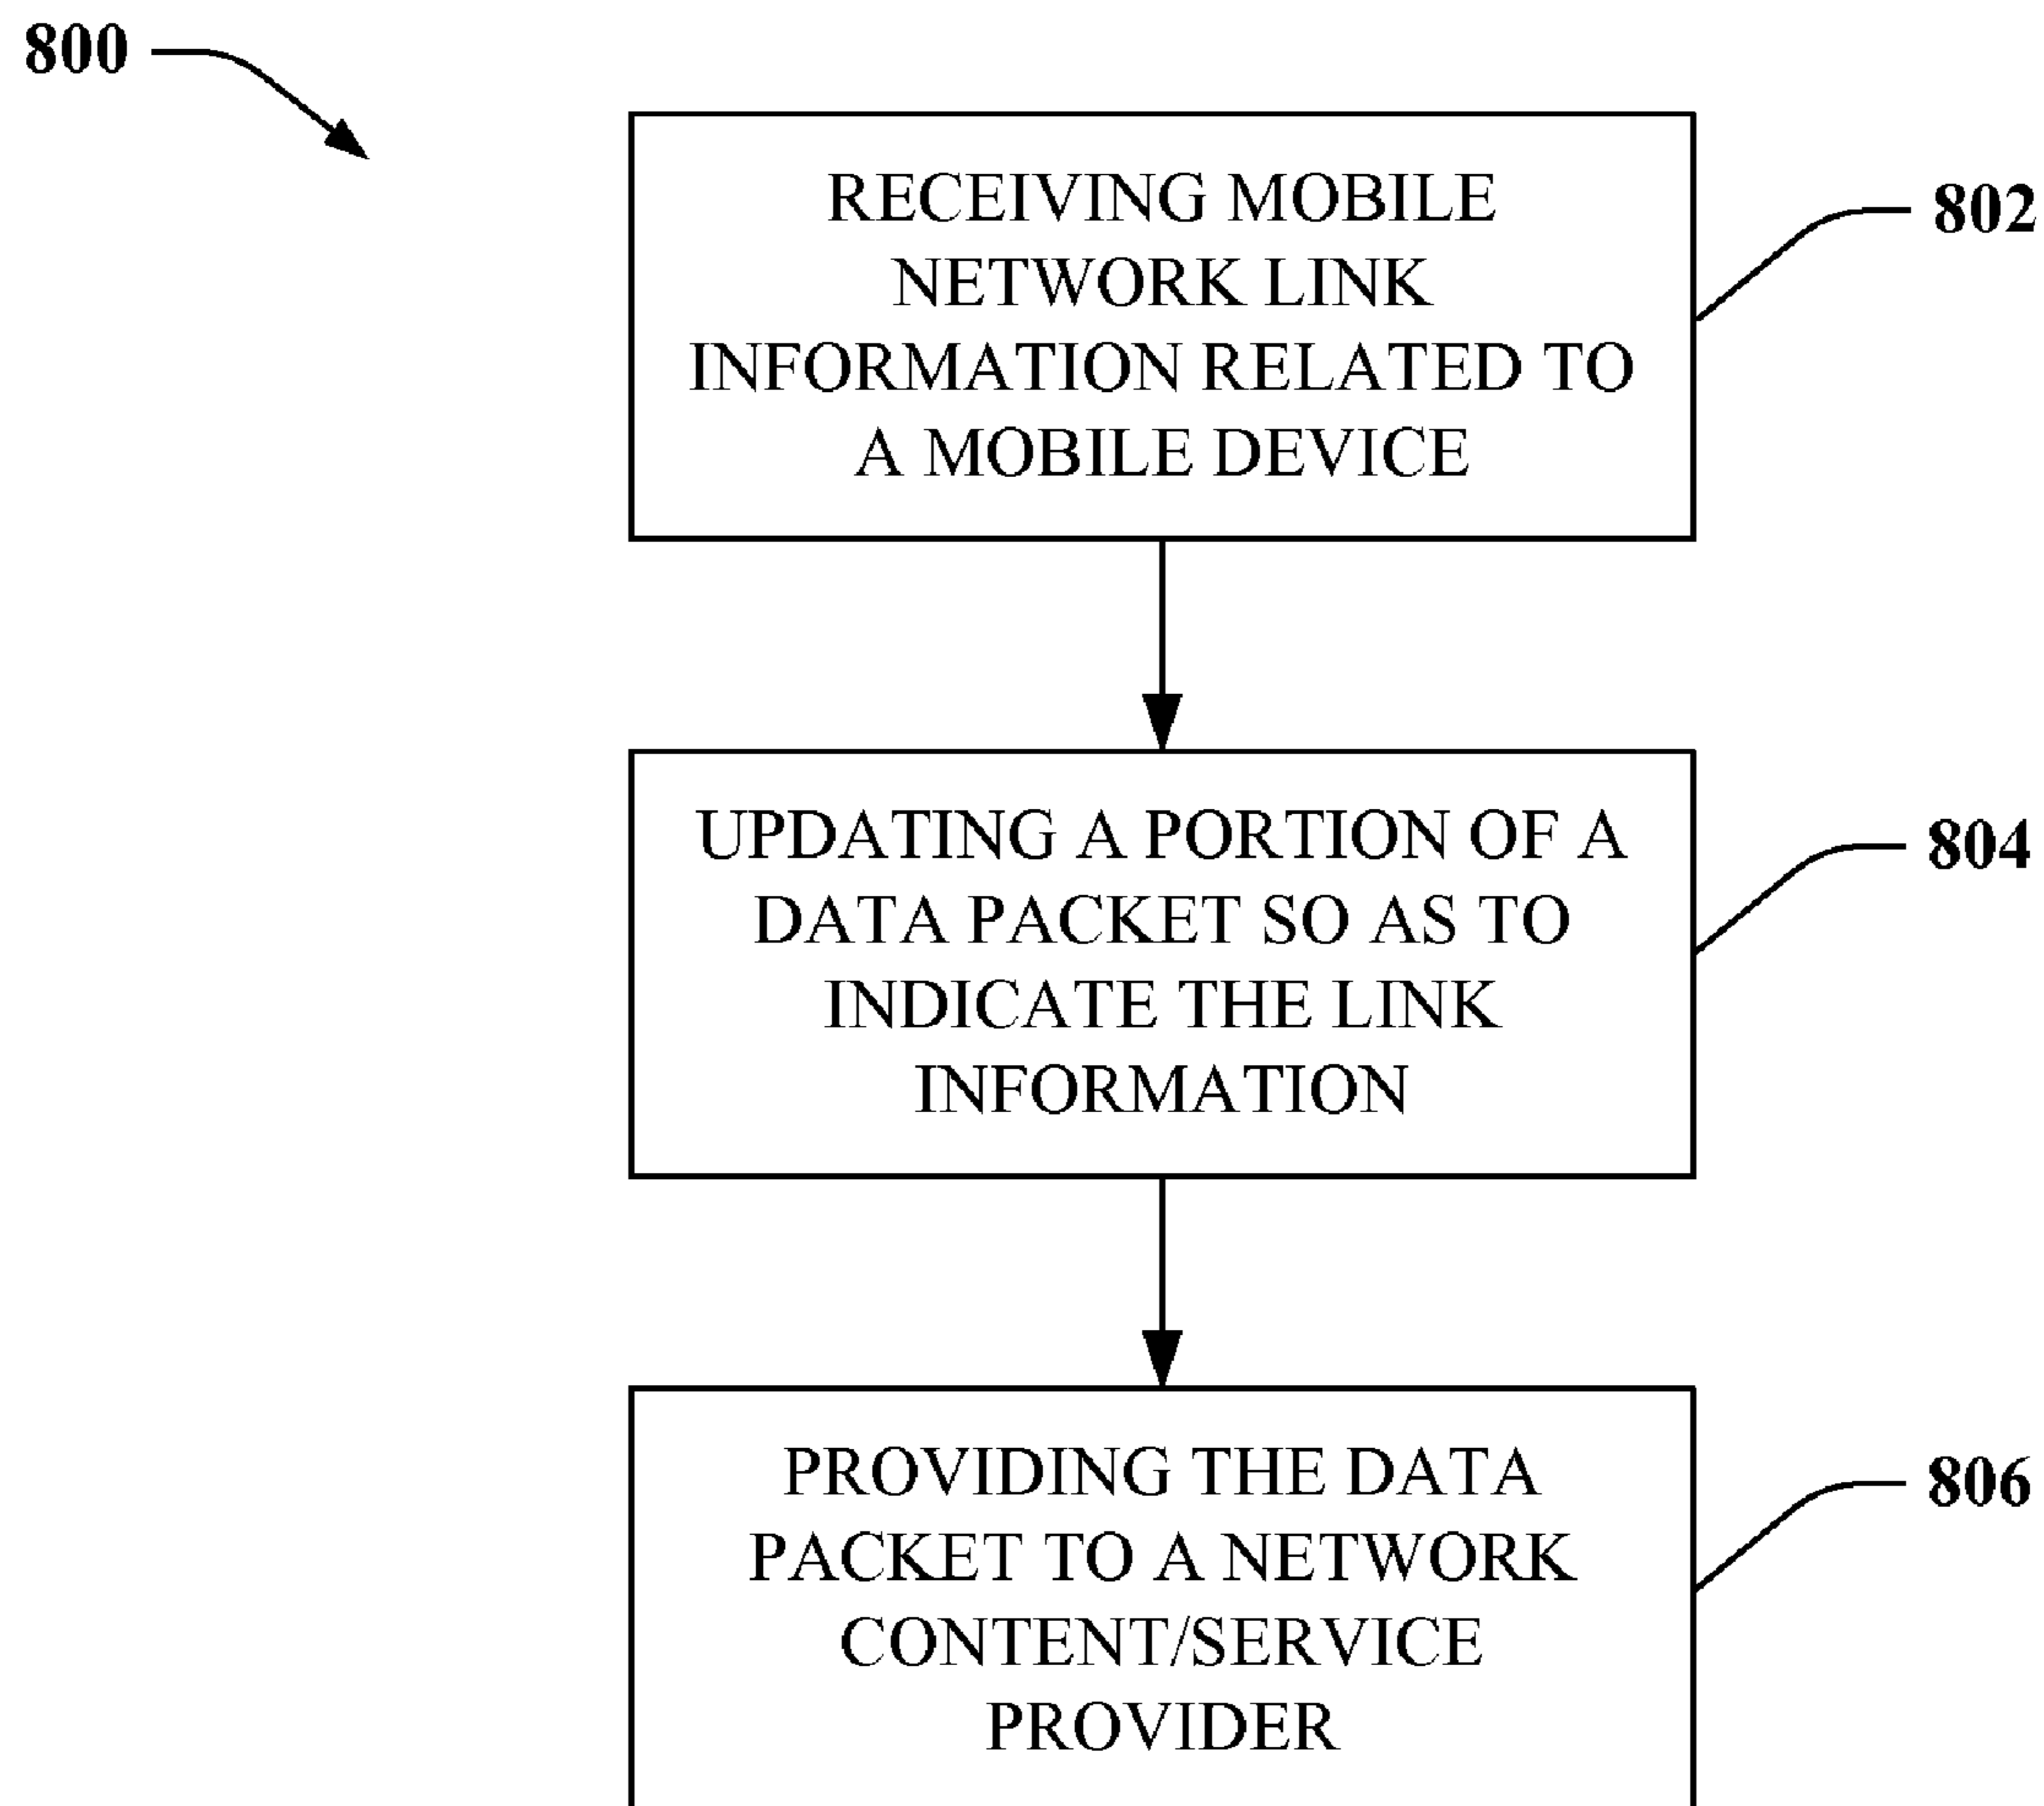 800
RECEIVING MOBILE
NETWORK LINK
INFORMATION RELATED TO
A MOBILE DEVICE
802
UPDATING A PORTION OF A
DATA PACKET SO AS TO
INDICATE THE LINK
INFORMATION
804
PROVIDING THE DATA
PACKET TO A NETWORK
CONTENT/SERVICE
PROVIDER
806